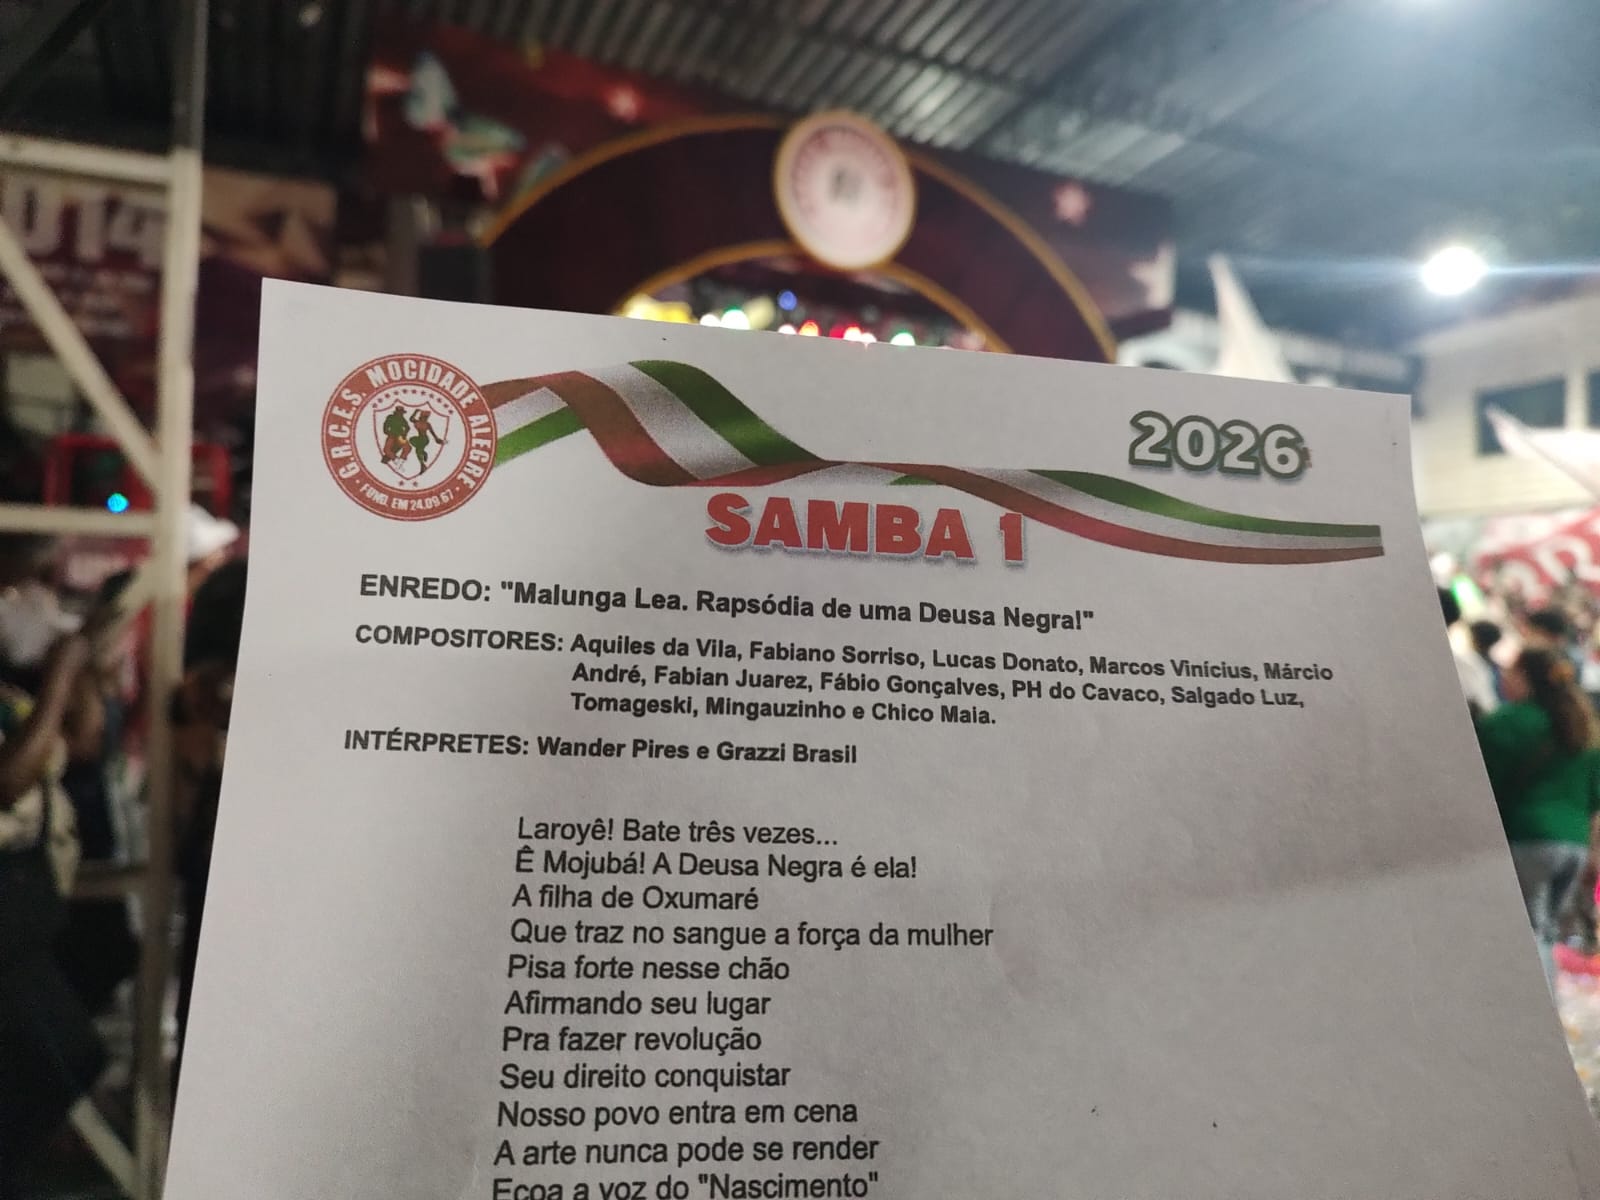 G.R.C.E.S. MOCIDADE ALEGRE
• FUND. EM 24.09.67 •
2026
SAMBA 1
ENREDO: "Malunga Lea. Rapsódia de uma Deusa Negra!"
COMPOSITORES: Aquiles da Vila, Fabiano Sorriso, Lucas Donato, Marcos Vinícius, Márcio
André, Fabian Juarez, Fábio Gonçalves, PH do Cavaco, Salgado Luz,
Tomageski, Mingauzinho e Chico Maia.
INTÉRPRETES: Wander Pires e Grazzi Brasil
Laroyê! Bate três vezes...
Ê Mojubá! A Deusa Negra é ela!
A filha de Oxumaré
Que traz no sangue a força da mulher
Pisa forte nesse chão
Afirmando seu lugar
Pra fazer revolução
Seu direito conquistar
Nosso povo entra em cena
A arte nunca pode se render
Ecoa a voz do "Nascimento"